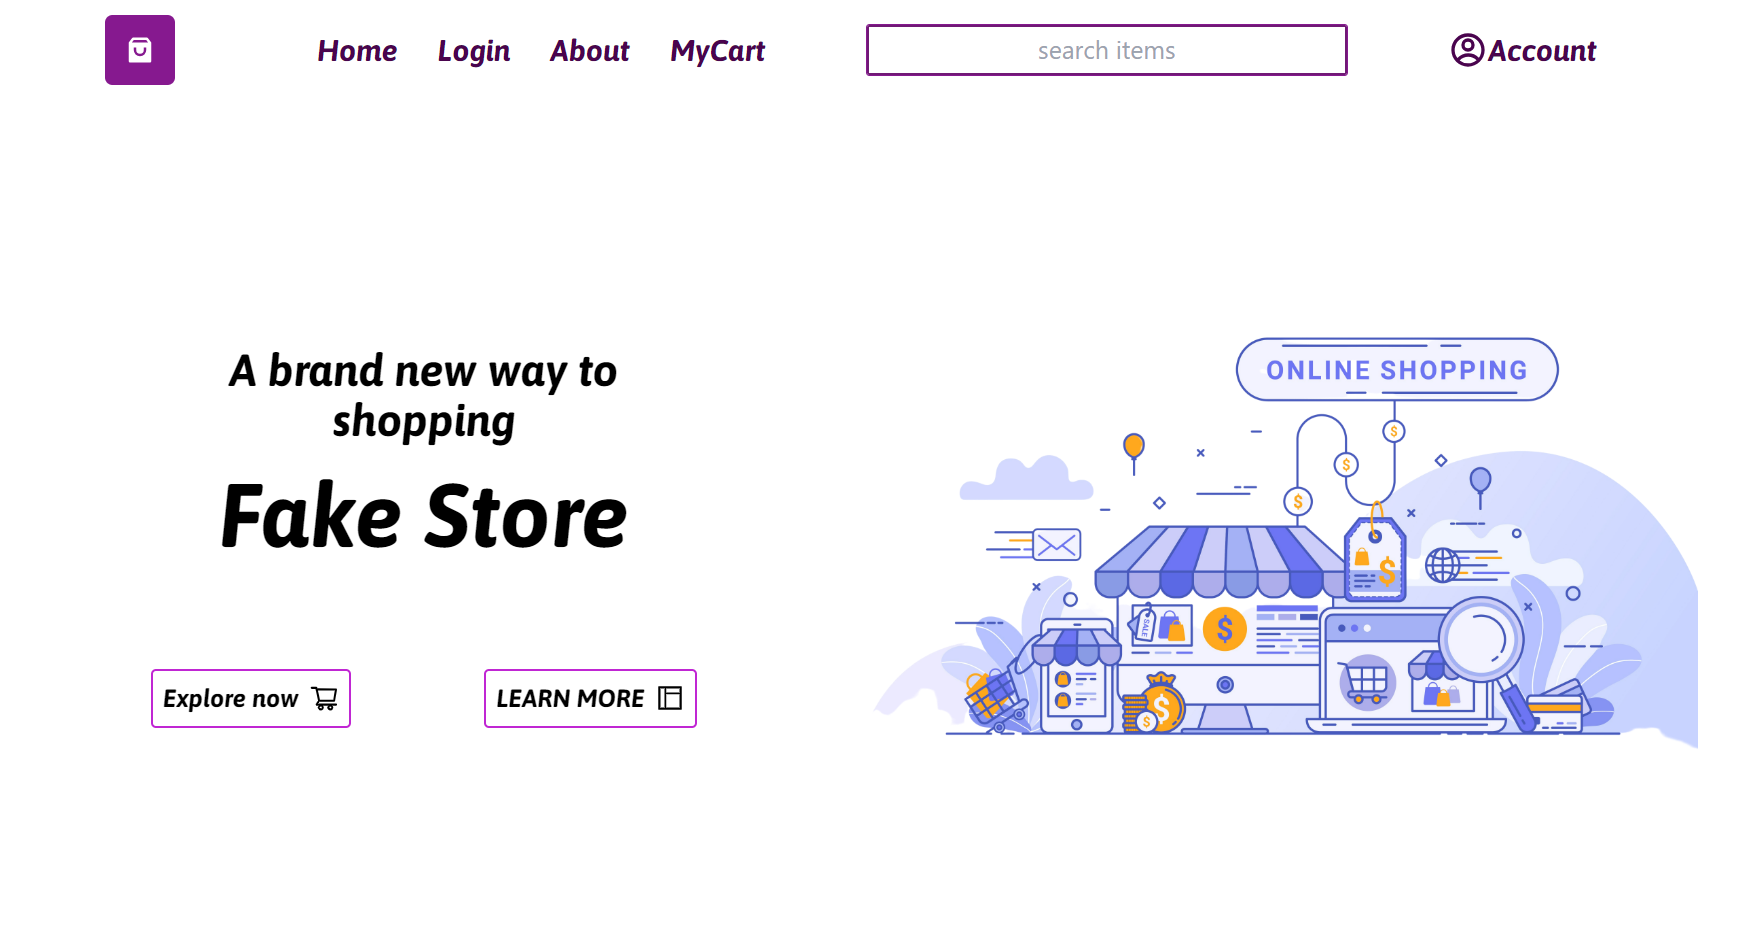 Home Login About MyCart search items Account
A brand new way to
shopping
Fake Store
Explore now LEARN MORE
ONLINE SHOPPING
$
$
$
$
SALE
$
$
$